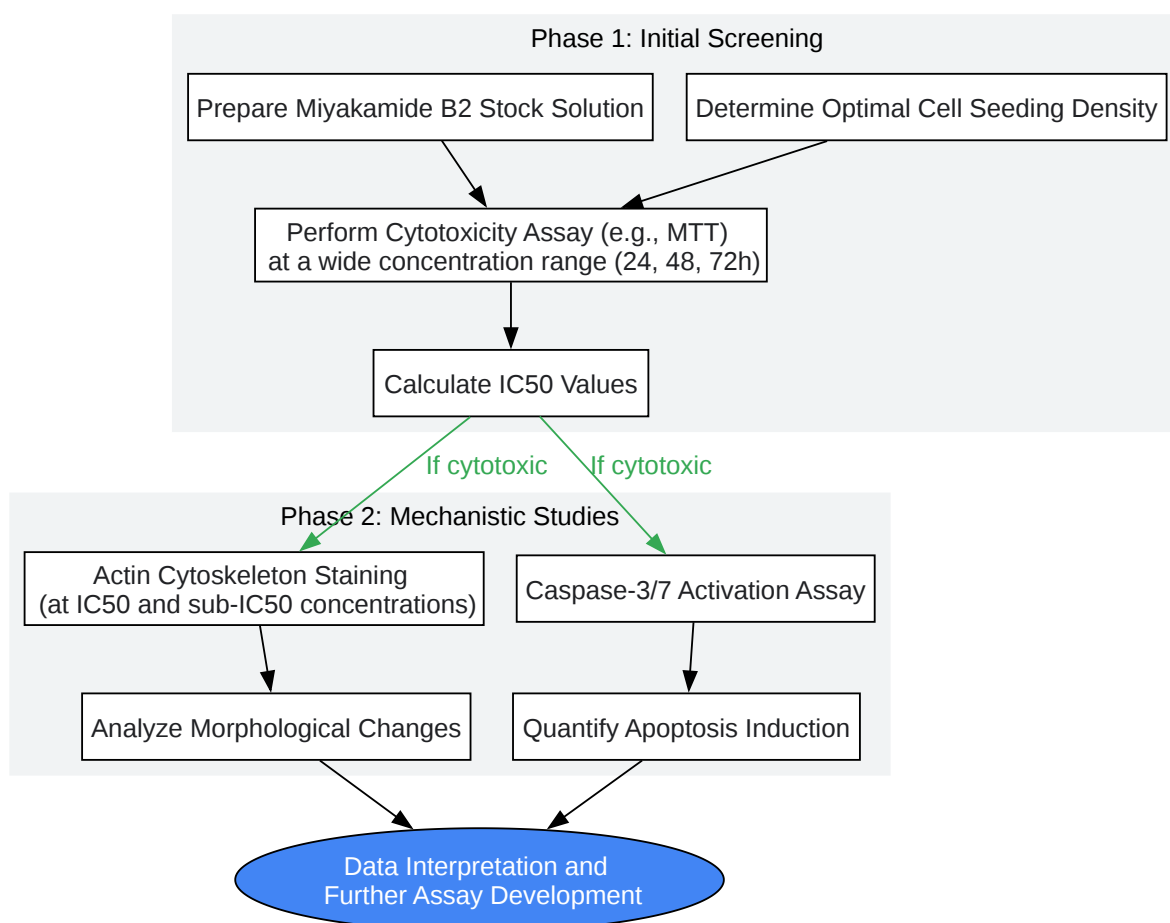 Phase 1: Initial Screening
Prepare Miyakamide B2 Stock Solution
Determine Optimal Cell Seeding Density
Perform Cytotoxicity Assay (e.g., MTT)
at a wide concentration range (24, 48, 72h)
Calculate IC50 Values
If cytotoxic
If cytotoxic
Phase 2: Mechanistic Studies
Actin Cytoskeleton Staining
(at IC50 and sub-IC50 concentrations)
Caspase-3/7 Activation Assay
Analyze Morphological Changes
Quantify Apoptosis Induction
Data Interpretation and
Further Assay Development